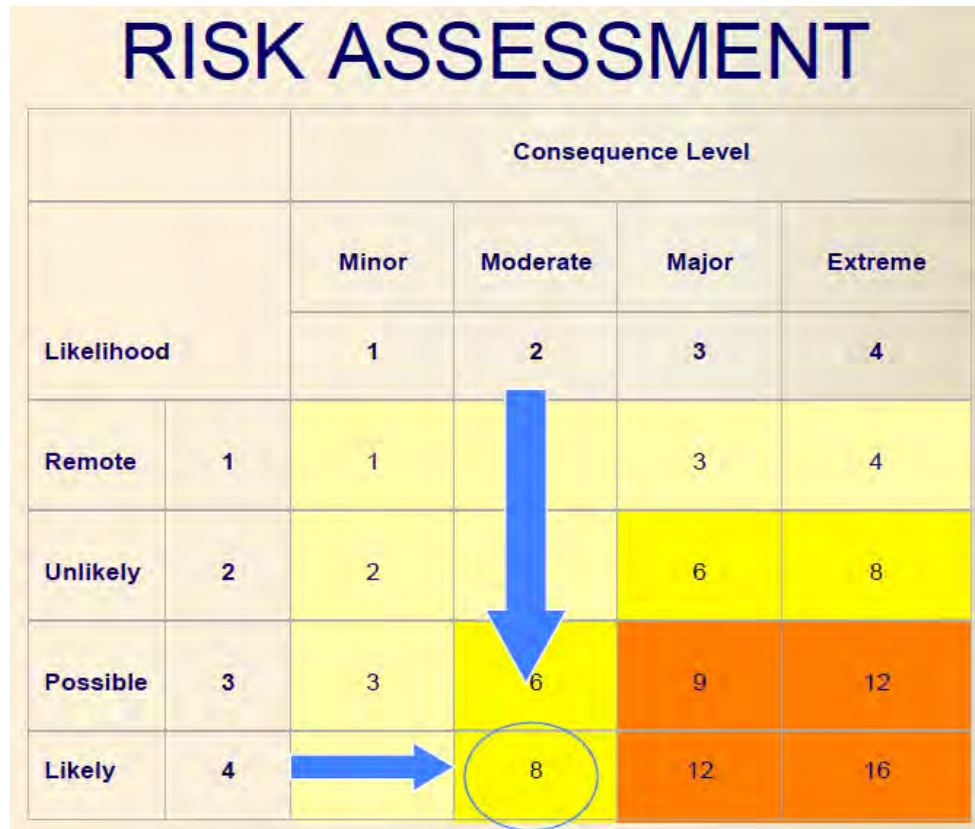 RISK ASSESSMENT
Consequence Level
Minor Moderate Major Extreme
Likelihood 1 2 3 4
Remote 1 1 3 4
Unlikely 2 2 6 8
Possible 3 3 6 9 12
Likely 4 8 12 16